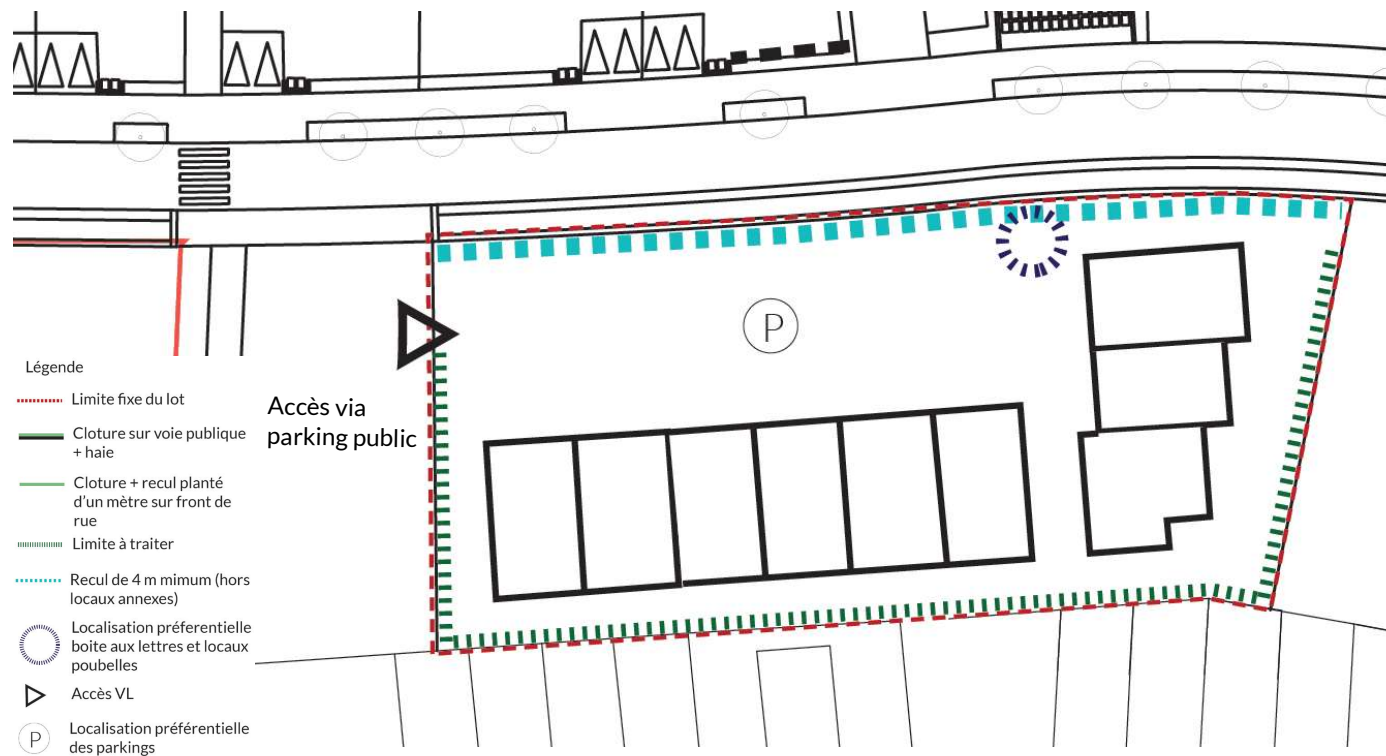 P
Accès via
parking public
Légende
Limite fixe du lot
Cloture sur voie publique
+ haie
Cloture + recul planté
d'un mètre sur front de
rue
Limite à traiter
Recul de 4 m mimum (hors
locaux annexes)
Localisation préferentielle
boite aux lettres et locaux
poubelles
Accès VL
P
Localisation préférentielle
des parkings